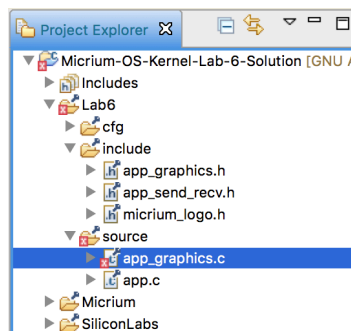 Project Explorer
Micrium-OS-Kernel-Lab-6-Solution [GNU A
Includes
Lab6
cfg
include
app_graphics.h
app_send_recv.h
micrium_logo.h
source
app_graphics.c
app.c
Micrium
SiliconLabs